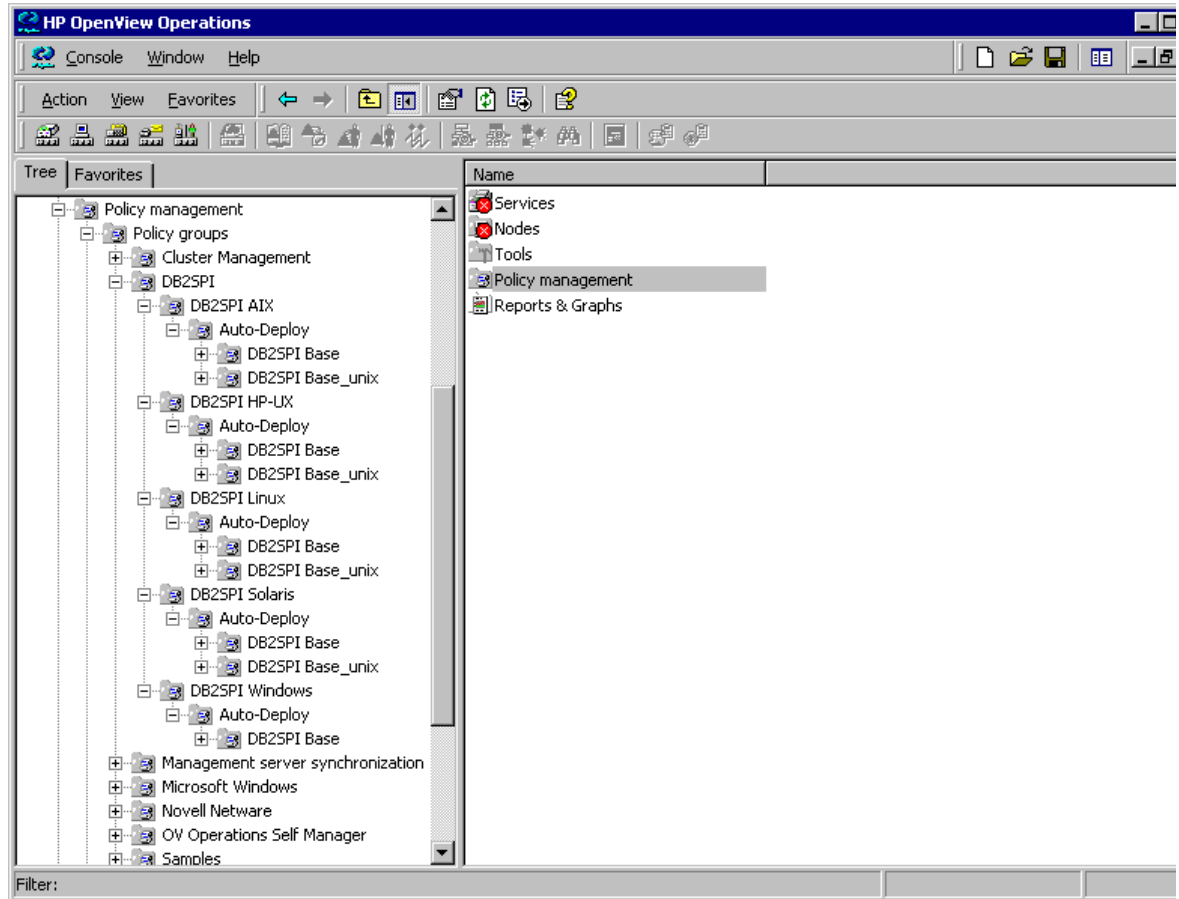 HP OpenView Operations
Console Window Help
Action View Favorites
Tree Favorites
Name
Policy management
Policy groups
Cluster Management
DB2SPI
DB2SPI AIX
Auto-Deploy
DB2SPI Base
DB2SPI Base_unix
DB2SPI HP-UX
Auto-Deploy
DB2SPI Base
DB2SPI Base_unix
DB2SPI Linux
Auto-Deploy
DB2SPI Base
DB2SPI Base_unix
DB2SPI Solaris
Auto-Deploy
DB2SPI Base
DB2SPI Base_unix
DB2SPI Windows
Auto-Deploy
DB2SPI Base
Management server synchronization
Microsoft Windows
Novell Netware
OV Operations Self Manager
Samples
Services
Nodes
Tools
Policy management
Reports & Graphs
Filter: